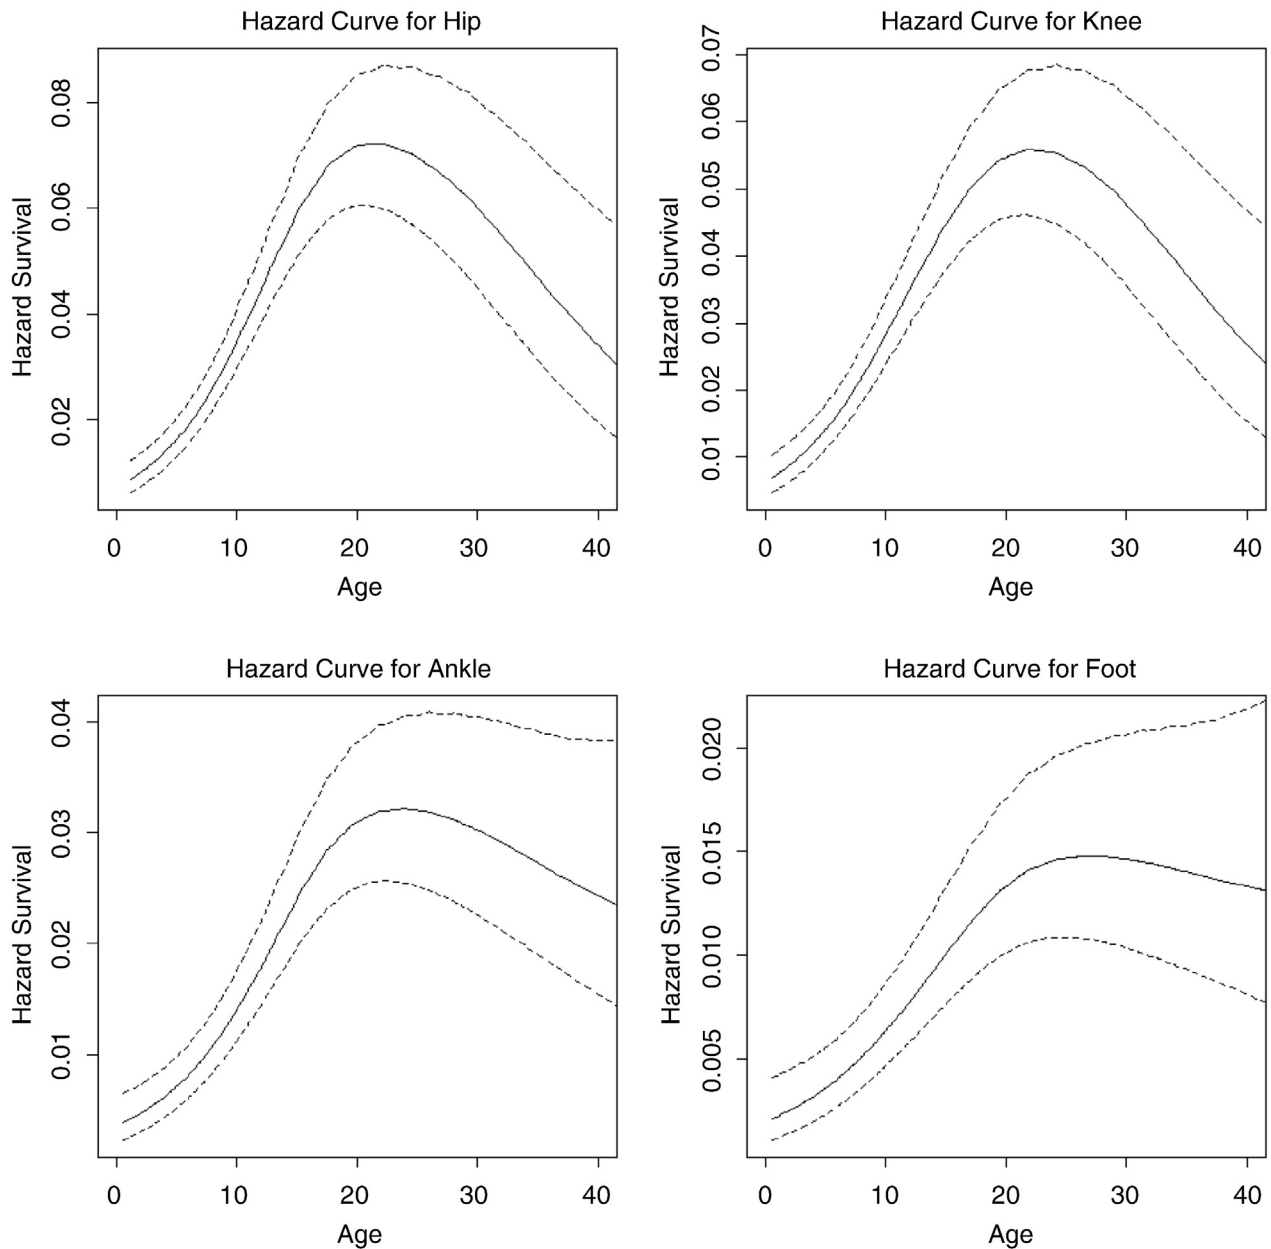 Hazard Curve for Hip
Hazard Survival
0.08
0.06
0.04
0.02
0 10 20 30 40
Age
Hazard Curve for Knee
Hazard Survival
0.07
0.06
0.05
0.04
0.03
0.02
0.01
0 10 20 30 40
Age
Hazard Curve for Ankle
Hazard Survival
0.04
0.03
0.02
0.01
0 10 20 30 40
Age
Hazard Curve for Foot
Hazard Survival
0.020
0.015
0.010
0.005
0 10 20 30 40
Age